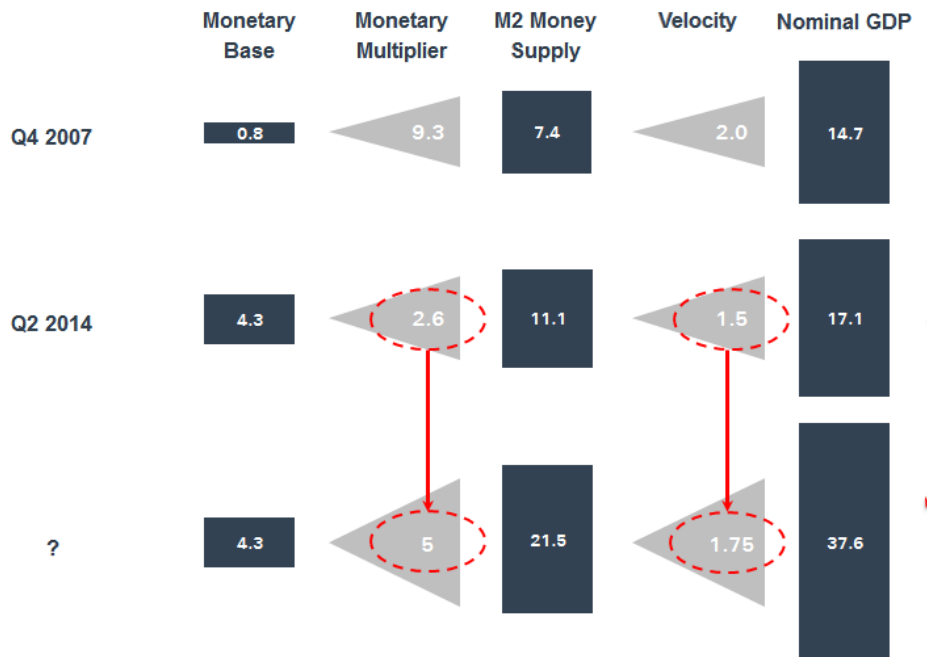 Monetary Base
Monetary Multiplier
M2 Money Supply
Velocity
Nominal GDP
Q4 2007
0.8
9.3
7.4
2.0
14.7
Q2 2014
4.3
2.6
11.1
1.5
17.1
?
4.3
5
21.5
1.75
37.6